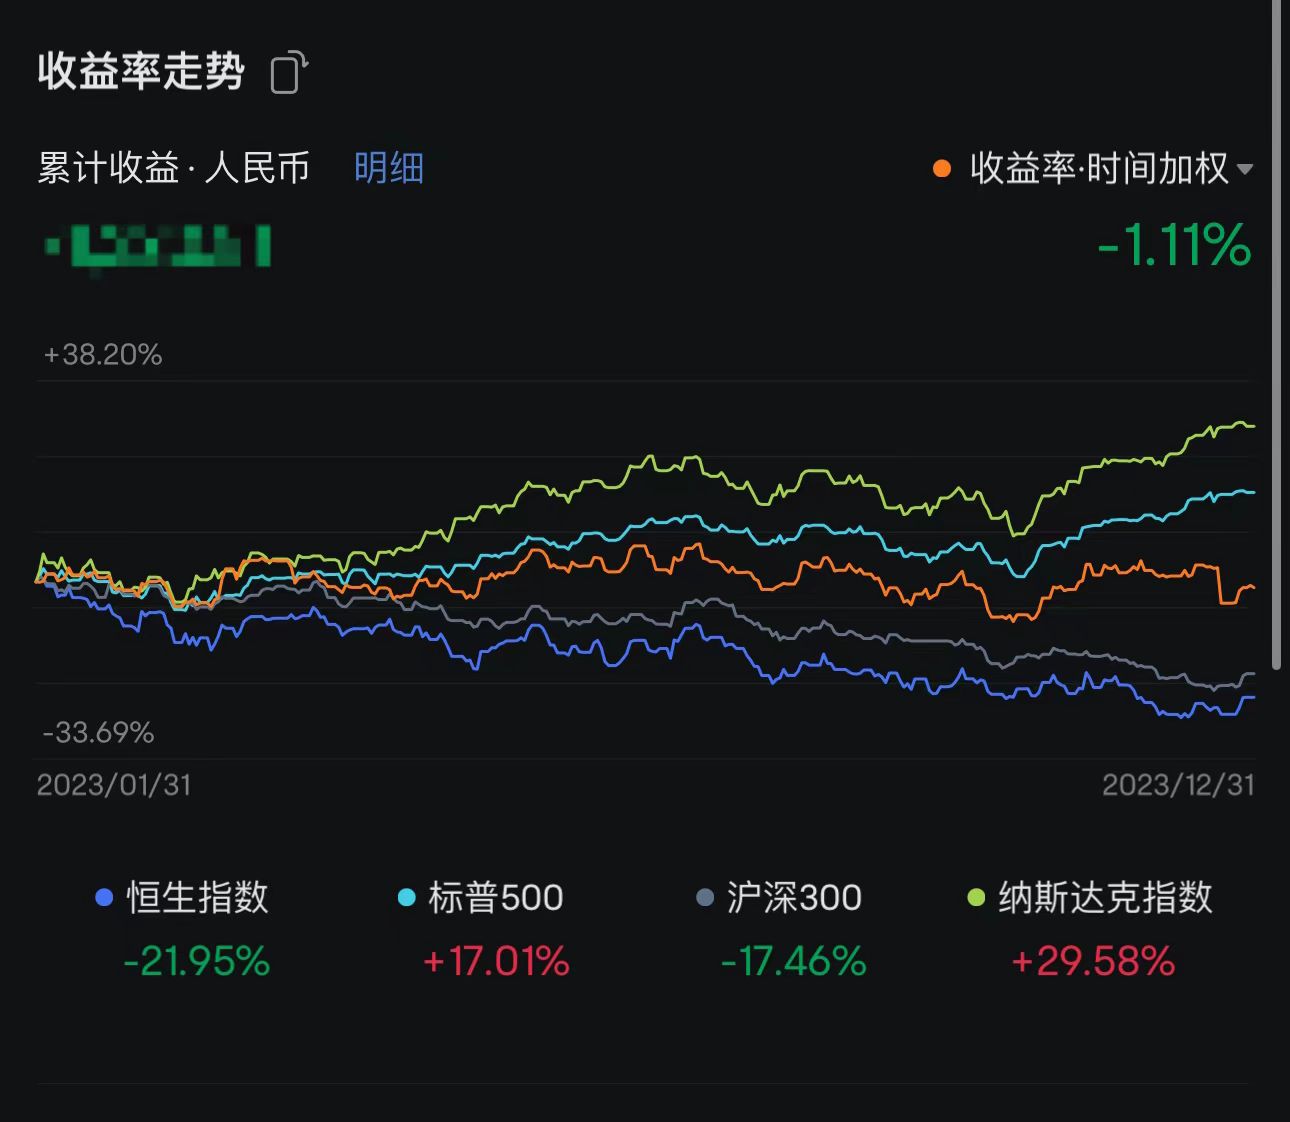 收益率走势
累计收益·人民币 明细
收益率·时间加权
-1.11%
+38.20%
-33.69%
2023/01/31 2023/12/31
恒生指数 标普500 沪深300 纳斯达克指数
-21.95% +17.01% -17.46% +29.58%